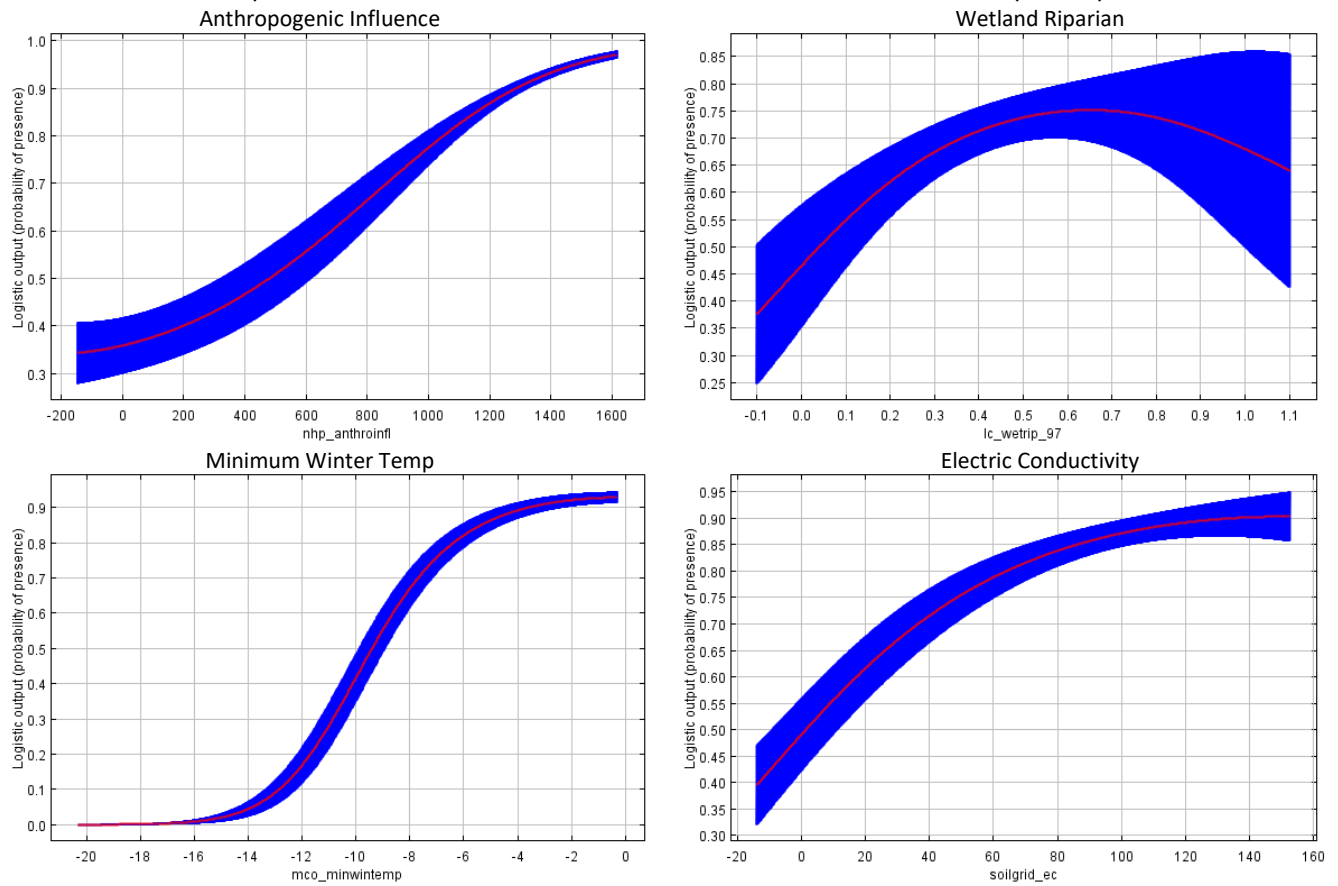 Anthropogenic Influence
1.0
0.9
0.8
0.7
0.6
0.5
0.4
0.3
Logistic output (probability of presence)
-200 0 200 400 600 800 1000 1200 1400 1600
nhp_anthroinfl
Wetland Riparian
0.85
0.80
0.75
0.70
0.65
0.60
0.55
0.50
0.45
0.40
0.35
0.30
0.25
Logistic output (probability of presence)
-0.1 0.0 0.1 0.2 0.3 0.4 0.5 0.6 0.7 0.8 0.9 1.0 1.1
lc_wetrip_97
Minimum Winter Temp
0.9
0.8
0.7
0.6
0.5
0.4
0.3
0.2
0.1
0.0
Logistic output (probability of presence)
-20 -18 -16 -14 -12 -10 -8 -6 -4 -2 0
mco_minwintemp
Electric Conductivity
0.95
0.90
0.85
0.80
0.75
0.70
0.65
0.60
0.55
0.50
0.45
0.40
0.35
0.30
Logistic output (probability of presence)
-20 0 20 40 60 80 100 120 140 160
soilgrid_ec